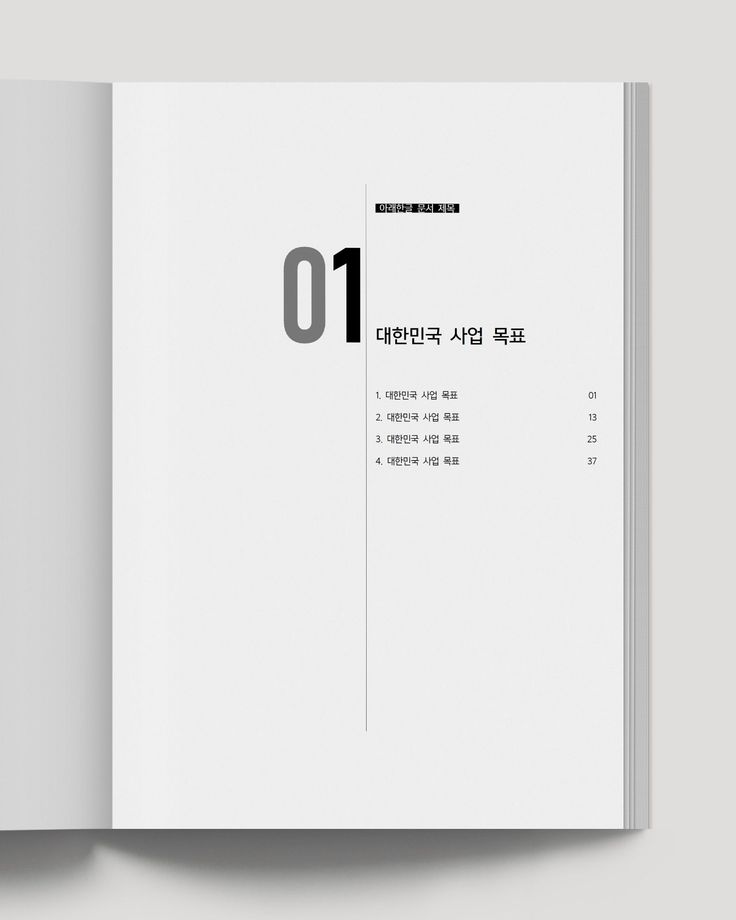 아래한글 문서 제목
01
대한민국 사업 목표
1. 대한민국 사업 목표 01
2. 대한민국 사업 목표 13
3. 대한민국 사업 목표 25
4. 대한민국 사업 목표 37